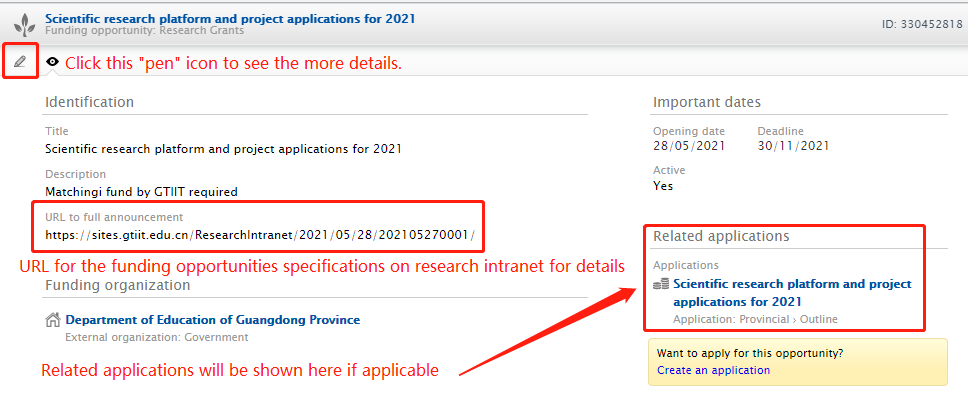 Scientific research platform and project applications for 2021
Funding opportunity: Research Grants
ID: 330452818
Click this "pen" icon to see the more details.
Identification
Title
Scientific research platform and project applications for 2021
Description
Matchingi fund by GTIIT required
URL to full announcement
https://sites.gtiit.edu.cn/ResearchIntranet/2021/05/28/202105270001/
URL for the funding opportunities specifications on research intranet for details
Funding organization
Department of Education of Guangdong Province
External organization: Government
Related applications will be shown here if applicable
Important dates
Opening date Deadline
28/05/2021 30/11/2021
Active
Yes
Related applications
Applications
Scientific research platform and project
applications for 2021
Application: Provincial › Outline
Want to apply for this opportunity?
Create an application